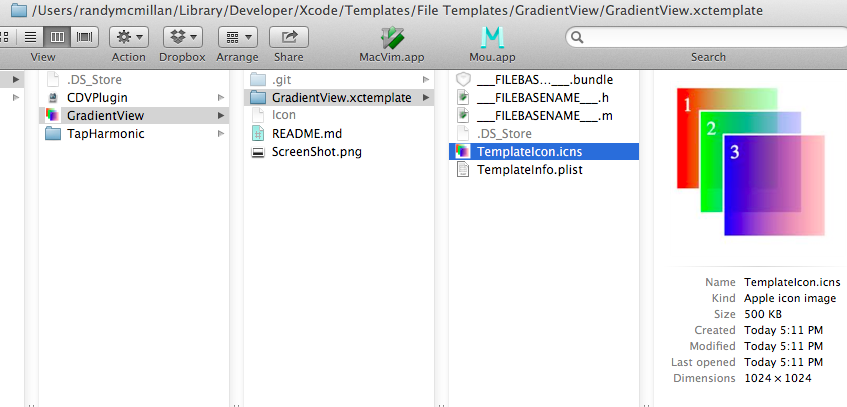 /Users/randymcmillan/Library/Developer/Xcode/Templates/File Templates/GradientView/GradientView.xctemplate
View
Action
Dropbox
Arrange
Share
MacVim.app
Mou.app
Search
.DS_Store
CDVPlugin
GradientView
TapHarmonic
.git
GradientView.xctemplate
Icon
README.md
ScreenShot.png
___FILEBAS...___.bundle
___FILEBASENAME___.h
___FILEBASENAME___.m
.DS_Store
TemplateIcon.icns
TemplateInfo.plist
1
2
3
Name TemplateIcon.icns
Kind Apple icon image
Size 500 KB
Created Today 5:11 PM
Modified Today 5:11 PM
Last opened Today 5:11 PM
Dimensions 1024 × 1024